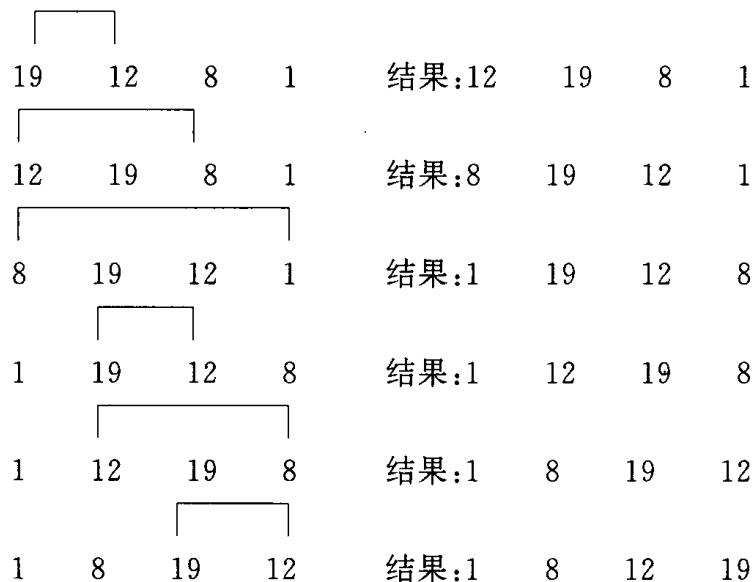 19 12 8 1 结果:12 19 8 1
12 19 8 1 结果:8 19 12 1
8 19 12 1 结果:1 19 12 8
1 19 12 8 结果:1 12 19 8
1 12 19 8 结果:1 8 19 12
1 8 19 12 结果:1 8 12 19